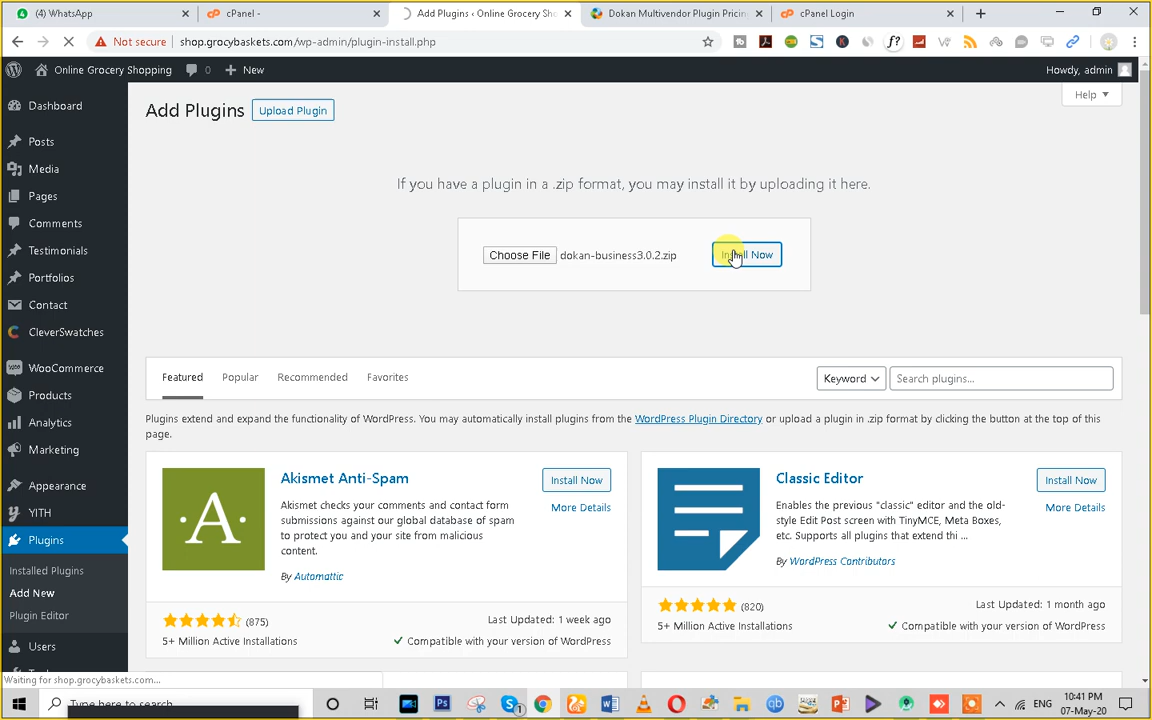 (4) WhatsApp
cPanel -
Add Plugins ‹ Online Grocery Sho
Dokan Multivendor Plugin Pricing
cPanel Login
Not secure
shop.grocybaskets.com/wp-admin/plugin-install.php
Online Grocery Shopping
0
New
Howdy, admin
Dashboard
Posts
Media
Pages
Comments
Testimonials
Portfolios
Contact
CleverSwatches
WooCommerce
Products
Analytics
Marketing
Appearance
YITH
Plugins
Installed Plugins
Add New
Plugin Editor
Users
Help
Add Plugins
Upload Plugin
If you have a plugin in a .zip format, you may install it by uploading it here.
Choose File dokan-business3.0.2.zip
Install Now
Featured Popular Recommended Favorites
Keyword
Search plugins...
Plugins extend and expand the functionality of WordPress. You may automatically install plugins from the WordPress Plugin Directory or upload a plugin in .zip format by clicking the button at the top of this
page.
Akismet Anti-Spam
Install Now
More Details
Akismet checks your comments and contact
form submissions against our global database of spam
to protect you and your site from malicious
content.
By Automattic
(875)
5+ Million Active Installations
Last Updated: 1 week ago
Compatible with your version of WordPress
Classic Editor
Install Now
More Details
Enables the previous "classic" editor and the old-
style Edit Post screen with TinyMCE, Meta Boxes,
etc. Supports all plugins that extend thi ...
By WordPress Contributors
(820)
5+ Million Active Installations
Last Updated: 1 month ago
Compatible with your version of WordPress
Waiting for shop.grocybaskets.com...
Type here to search
ENG
10:41 PM
07-May-20